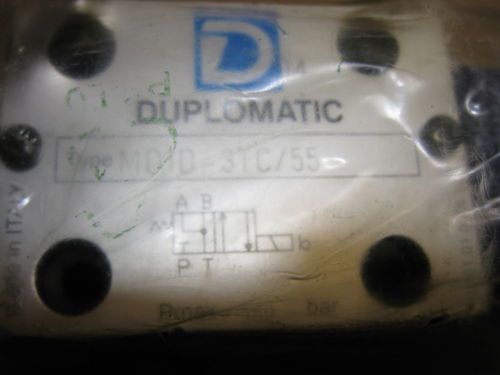 D
DUPLOMATIC
Type MD1D-3TC/55
A B
b
P T
bar
Made in ITALY